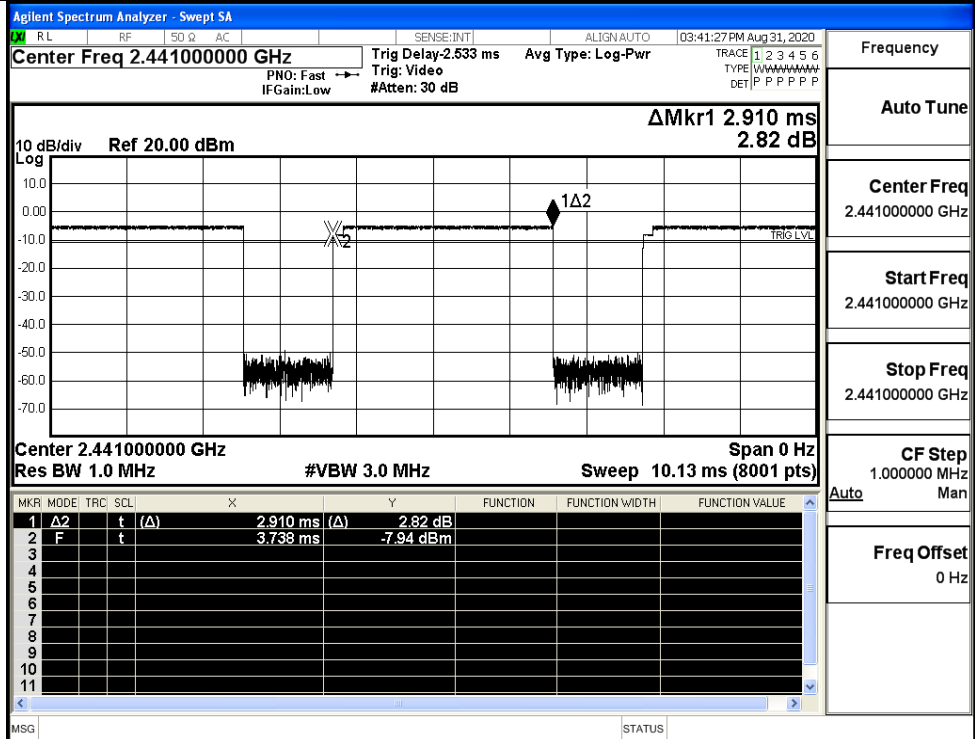 Agilent Spectrum Analyzer - Swept SA
LXI RL RF 50 Ω AC SENSE:INT ALIGNAUTO 03:41:27 PM Aug 31, 2020
Center Freq 2.441000000 GHz
PNO: Fast
IFGain:Low
Trig Delay-2.533 ms
Trig: Video
#Atten: 30 dB
Avg Type: Log-Pwr
TRACE 1 2 3 4 5 6
TYPE WWWWWW
DET P P P P P P
ΔMkr1 2.910 ms
2.82 dB
10 dB/div Ref 20.00 dBm
Log
10.0
0.00
-10.0
-20.0
-30.0
-40.0
-50.0
-60.0
-70.0
1Δ2
2
TRIG LVL
Center 2.441000000 GHz Span 0 Hz
Res BW 1.0 MHz #VBW 3.0 MHz Sweep 10.13 ms (8001 pts)
MKR MODE TRC SCL X Y FUNCTION FUNCTION WIDTH FUNCTION VALUE
1 Δ2 t (Δ) 2.910 ms (Δ) 2.82 dB
2 F t 3.738 ms -7.94 dBm
3
4
5
6
7
8
9
10
11
MSG STATUS
Frequency
Auto Tune
Center Freq
2.441000000 GHz
Start Freq
2.441000000 GHz
Stop Freq
2.441000000 GHz
CF Step
1.000000 MHz
Auto Man
Freq Offset
0 Hz